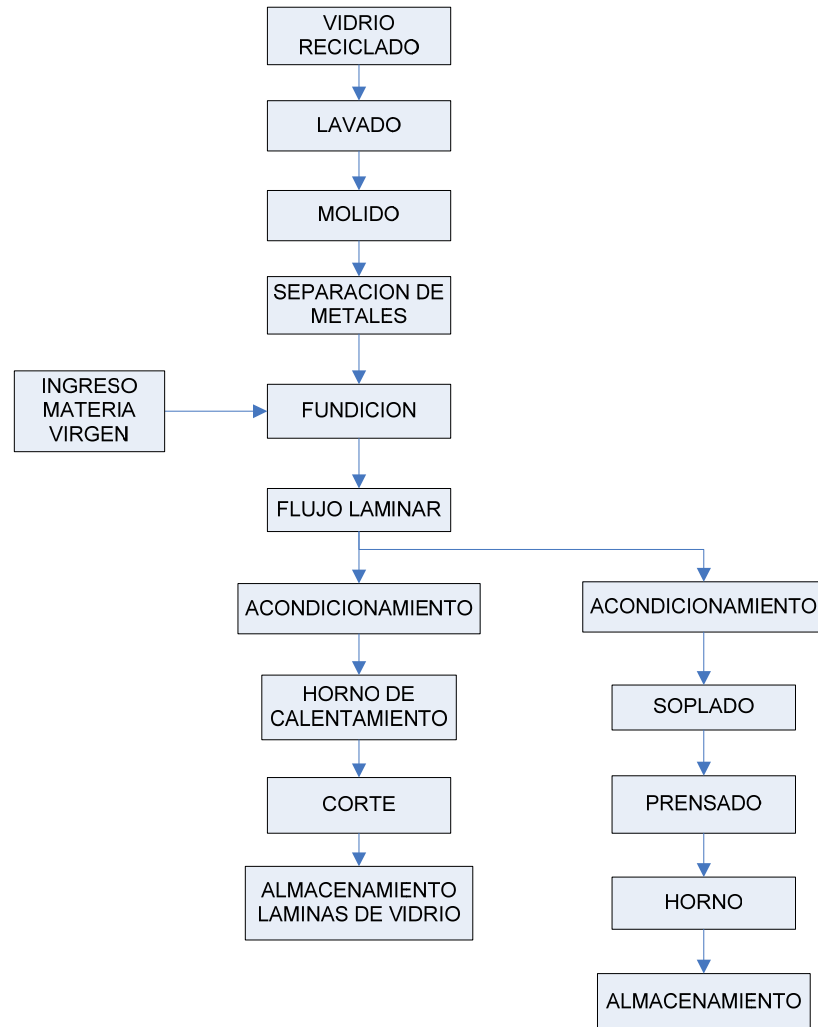 VIDRIO
RECICLADO
LAVADO
MOLIDO
SEPARACION DE
METALES
INGRESO
MATERIA
VIRGEN
FUNDICION
FLUJO LAMINAR
ACONDICIONAMIENTO
HORNO DE
CALENTAMIENTO
CORTE
ALMACENAMIENTO
LAMINAS DE VIDRIO
ACONDICIONAMIENTO
SOPLADO
PRENSADO
HORNO
ALMACENAMIENTO